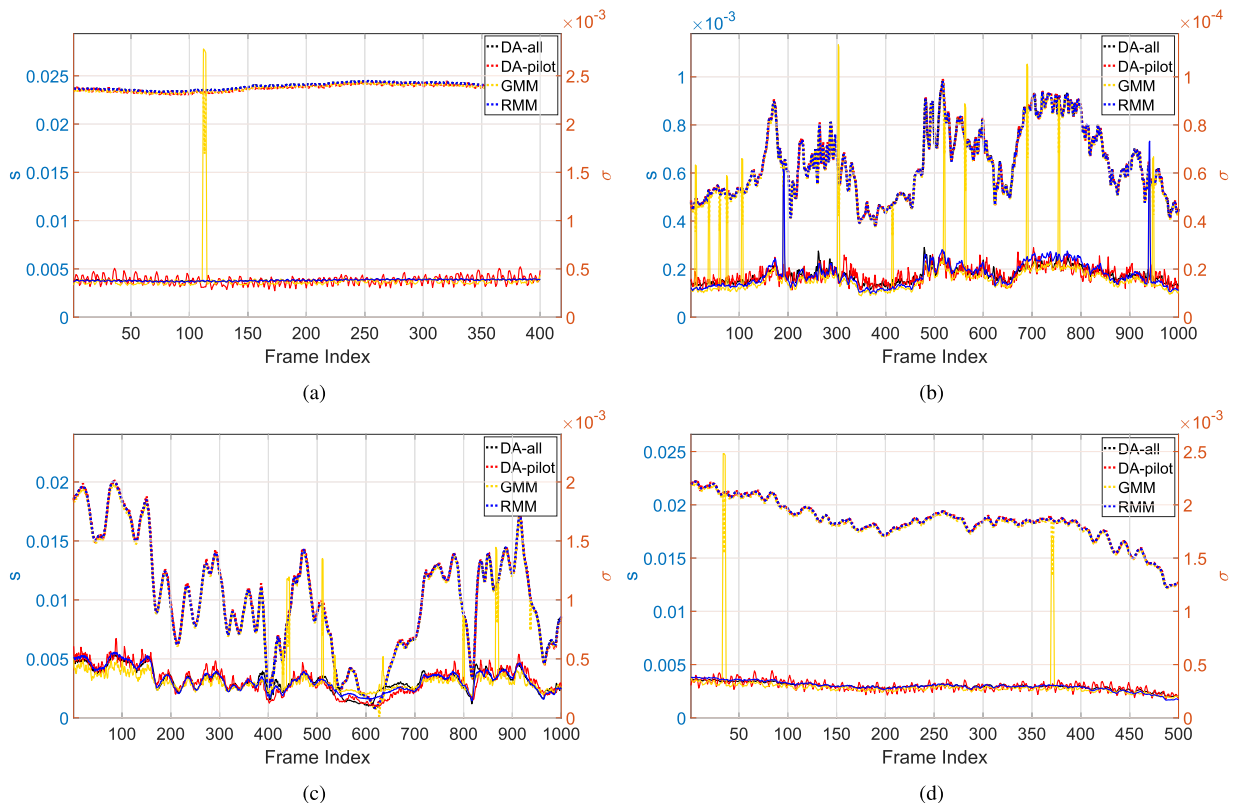 ×10⁻³
0.025
0.02
0.015
0.01
0.005
0
s
2.5
2
1.5
1
0.5
0
σ
DA-all
DA-pilot
GMM
RMM
50 100 150 200 250 300 350 400
Frame Index
(a)
×10⁻³
×10⁻⁴
1
0.8
0.6
0.4
0.2
0
s
1
0.8
0.6
0.4
0.2
0
σ
DA-all
DA-pilot
GMM
RMM
100 200 300 400 500 600 700 800 900 1000
Frame Index
(b)
×10⁻³
0.02
0.015
0.01
0.005
0
s
2
1.5
1
0.5
0
σ
DA-all
DA-pilot
GMM
RMM
100 200 300 400 500 600 700 800 900 1000
Frame Index
(c)
×10⁻³
0.025
0.02
0.015
0.01
0.005
0
s
2.5
2
1.5
1
0.5
0
σ
DA-all
DA-pilot
GMM
RMM
50 100 150 200 250 300 350 400 450 500
Frame Index
(d)